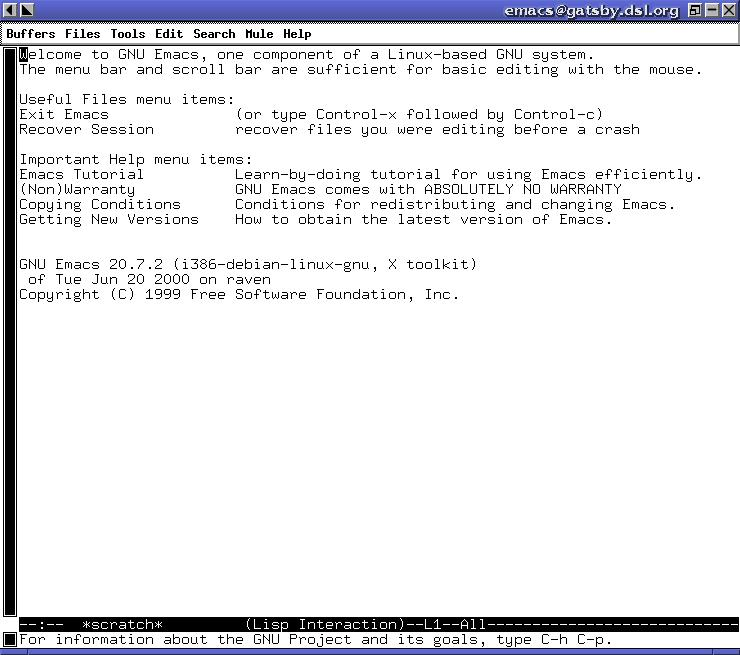 emacs@gatsby.dsl.org
Buffers Files Tools Edit Search Mule Help
Welcome to GNU Emacs, one component of a Linux-based GNU system.
The menu bar and scroll bar are sufficient for basic editing with the mouse.
Useful Files menu items:
Exit Emacs (or type Control-x followed by Control-c)
Recover Session recover files you were editing before a crash
Important Help menu items:
Emacs Tutorial Learn-by-doing tutorial for using Emacs efficiently.
(Non)Warranty GNU Emacs comes with ABSOLUTELY NO WARRANTY
Copying Conditions Conditions for redistributing and changing Emacs.
Getting New Versions How to obtain the latest version of Emacs.
GNU Emacs 20.7.2 (i386-debian-linux-gnu, X toolkit)
of Tue Jun 20 2000 on raven
Copyright (C) 1999 Free Software Foundation, Inc.
--:-- *scratch* (Lisp Interaction)--L1--All----------------------------
For information about the GNU Project and its goals, type C-h C-p.